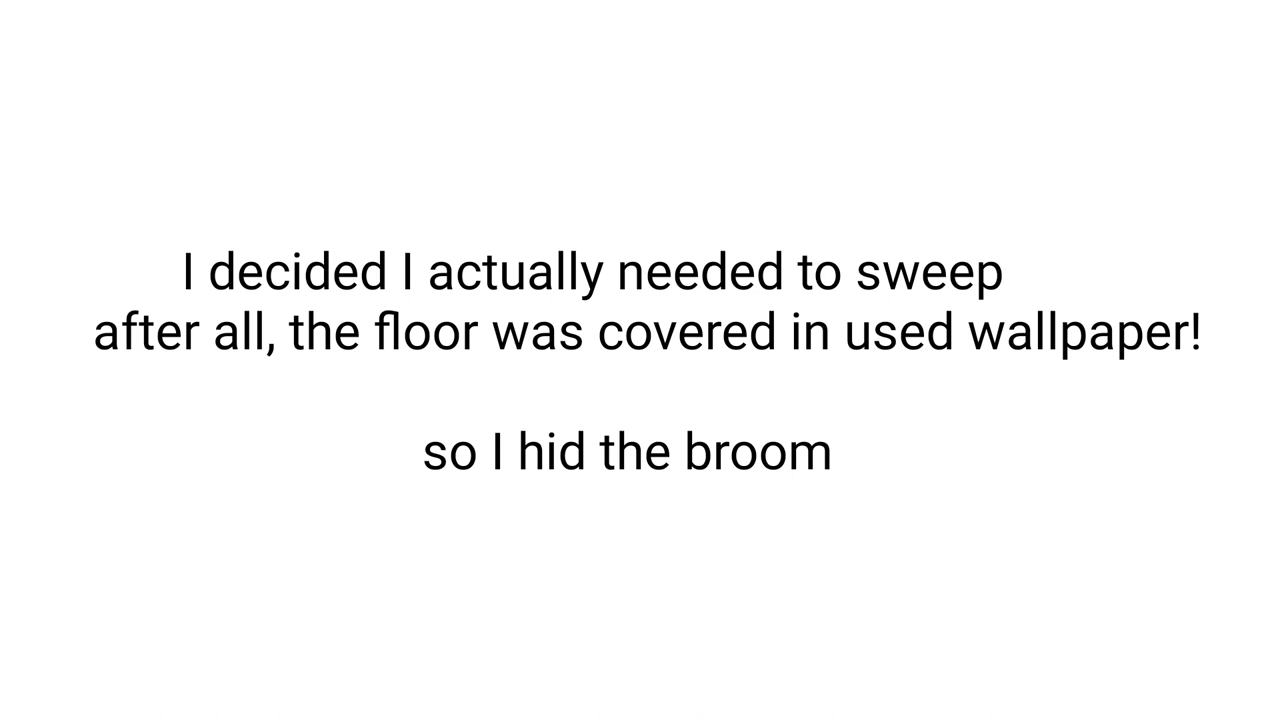 I decided I actually needed to sweep
after all, the floor was covered in used wallpaper!
so I hid the broom